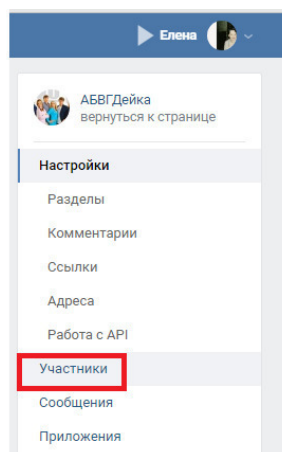 Елена
АБВГДейка
вернуться к странице
Настройки
Разделы
Комментарии
Ссылки
Адреса
Работа с API
Участники
Сообщения
Приложения